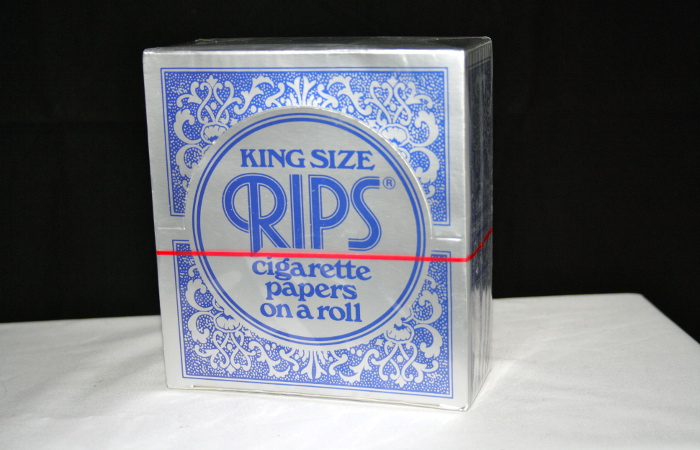 KING SIZE
RIPS®
cigarette
papers
on a roll